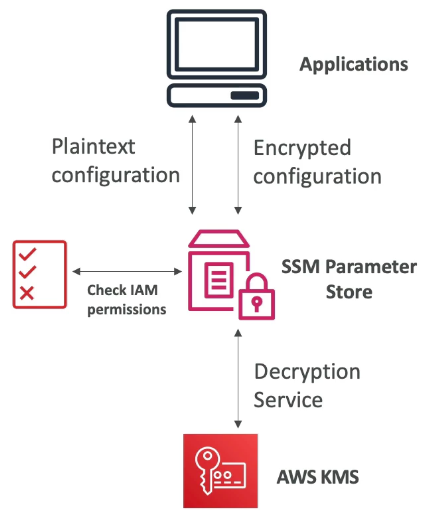 Applications
Plaintext
configuration
Encrypted
configuration
SSM Parameter
Store
Check IAM
permissions
Decryption
Service
AWS KMS